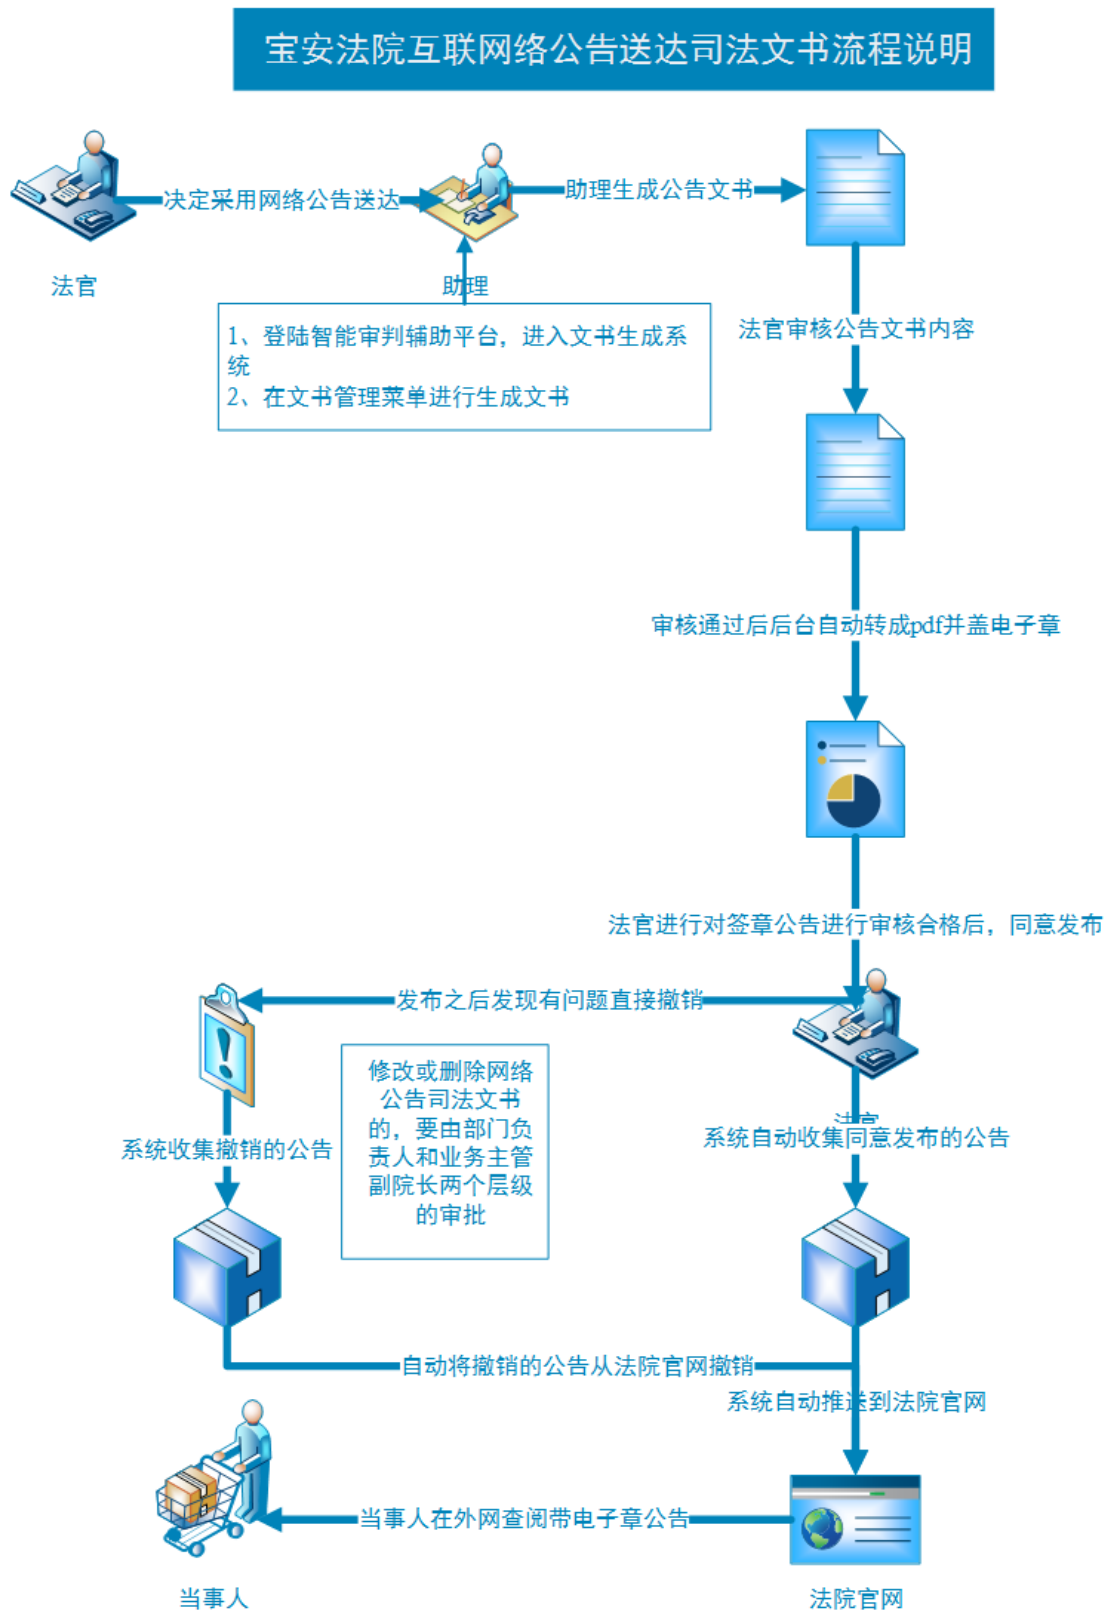 宝安法院互联网络公告送达司法文书流程说明
决定采用网络公告送达
助理生成公告文书
法官
助理
1、登陆智能审判辅助平台，进入文书生成系
统
2、在文书管理菜单进行生成文书
法官审核公告文书内容
审核通过后后台自动转成pdf并盖电子章
法官进行对签章公告进行审核合格后，同意发布
发布之后发现有问题直接撤销
修改或删除网络
公告司法文书
的，要由部门负
责人和业务主管
副院长两个层级
的审批
法官
系统自动收集同意发布的公告
系统收集撤销的公告
自动将撤销的公告从法院官网撤销
系统自动推送到法院官网
当事人在外网查阅带电子章公告
当事人
法院官网